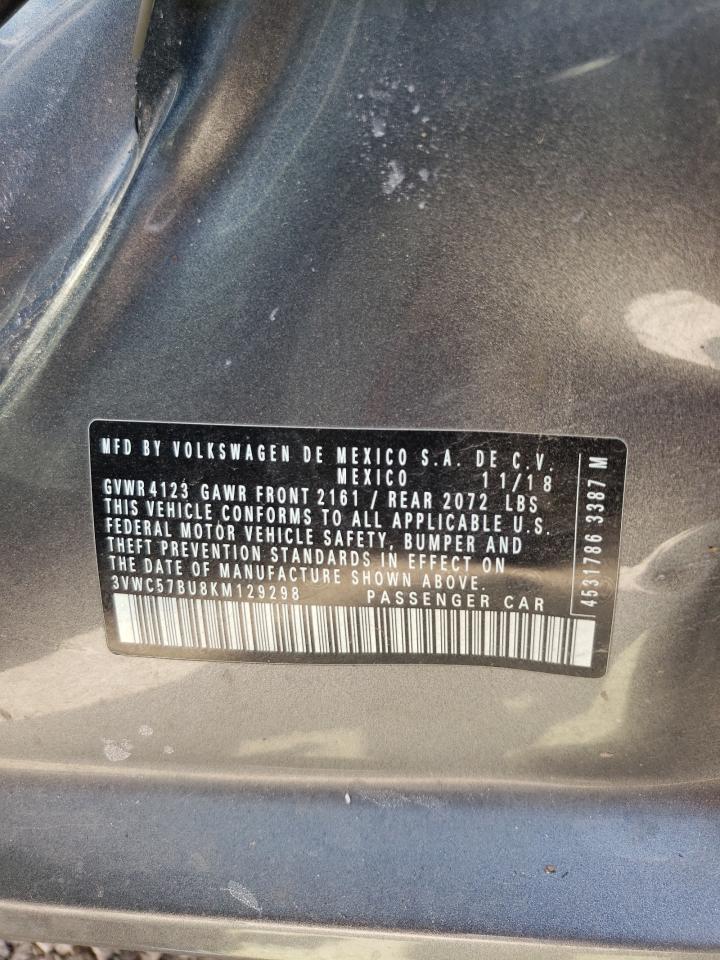 MFD BY VOLKSWAGEN DE MEXICO S.A. DE C.V.
MEXICO 11/18
GVWR 4123 GAWR FRONT 2161 / REAR 2072 LBS
THIS VEHICLE CONFORMS TO ALL APPLICABLE U.S.
FEDERAL MOTOR VEHICLE SAFETY, BUMPER AND
THEFT PREVENTION STANDARDS IN EFFECT ON
THE DATE OF MANUFACTURE SHOWN ABOVE.
3VWC57BU8KM129298 PASSENGER CAR
4531786 3387 M